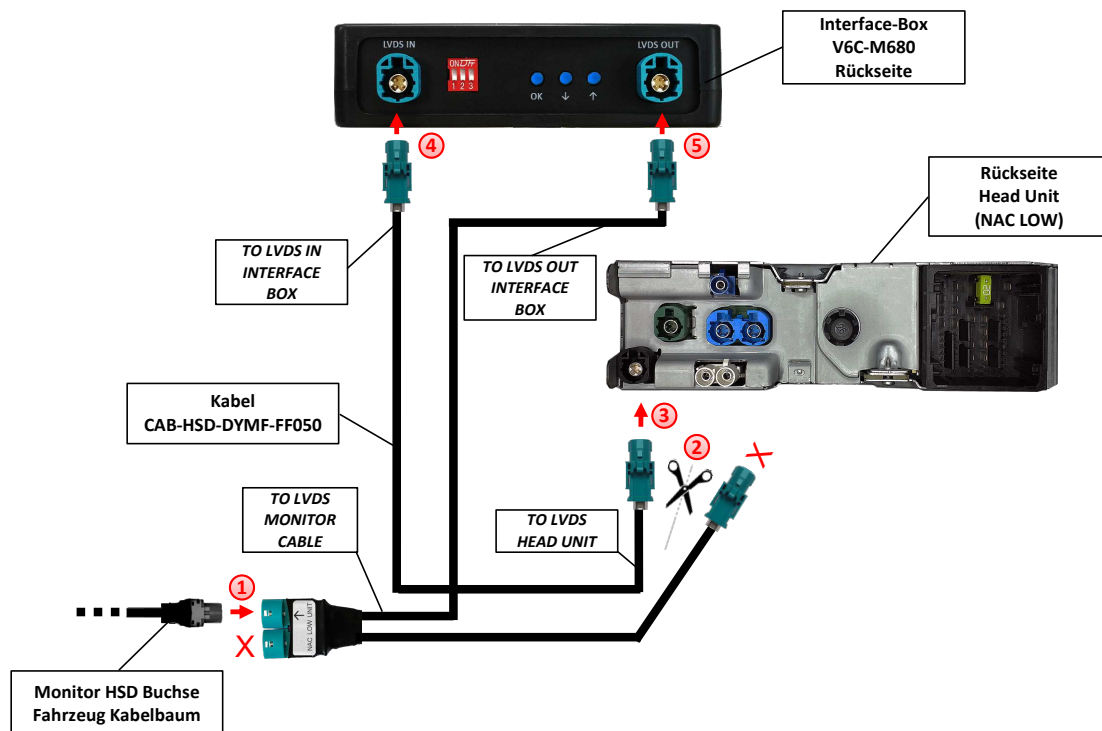 LVDS IN
LVDS OUT
ON
1 2 3
OK
↓
↑
Interface-Box
V6C-M680
Rückseite
4
5
Rückseite
Head Unit
(NAC LOW)
TO LVDS IN
INTERFACE
BOX
TO LVDS OUT
INTERFACE
BOX
20
Kabel
CAB-HSD-DYMF-FF050
3
2
X
TO LVDS
MONITOR
CABLE
TO LVDS
HEAD UNIT
1
NAC LOW UNIT
X
Monitor HSD Buchse
Fahrzeug Kabelbaum